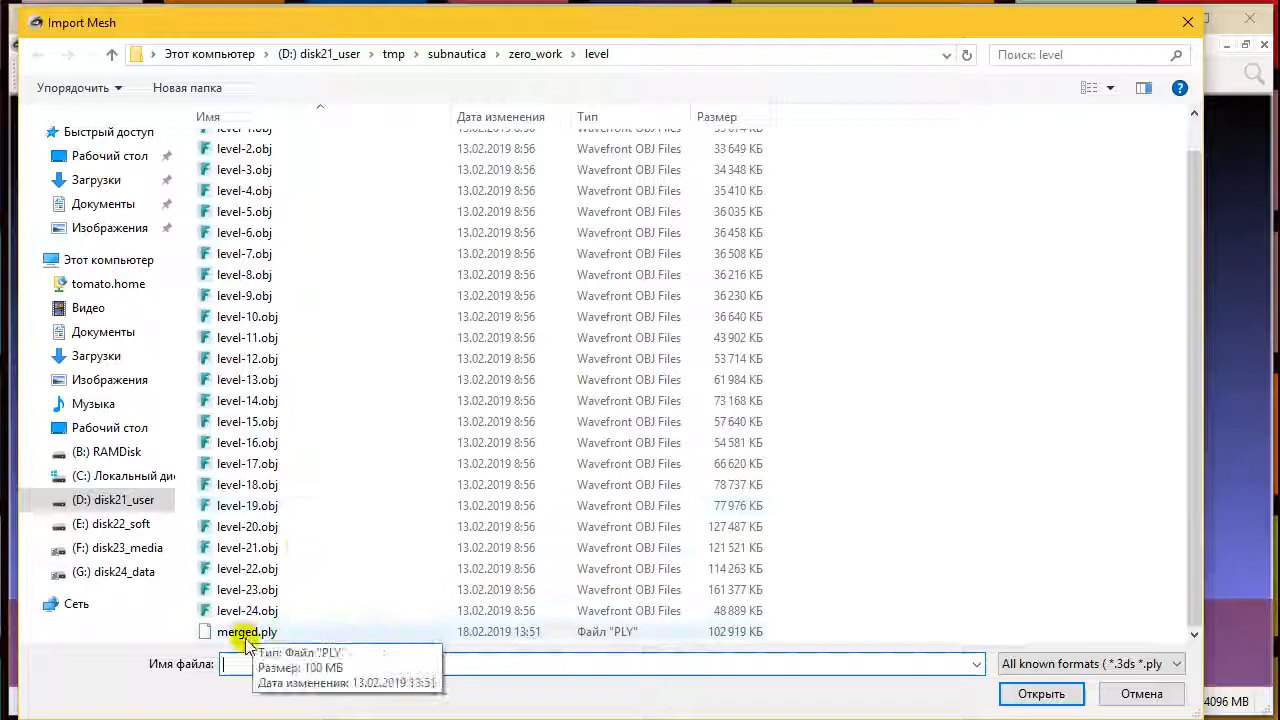 Import Mesh
Этот компьютер
(D:) disk21_user
tmp
subnautica
zero_work
level
Поиск: level
Упорядочить
Новая папка
Имя
Дата изменения
Тип
Размер
Быстрый доступ
Рабочий стол
Загрузки
Документы
Изображения
Этот компьютер
tomato.home
Видео
Документы
Загрузки
Изображения
Музыка
Рабочий стол
(B:) RAMDisk
(C:) Локальный дис
(D:) disk21_user
(E:) disk22_soft
(F:) disk23_media
(G:) disk24_data
Сеть
level-2.obj 13.02.2019 8:56 Wavefront OBJ Files 33 649 КБ
level-3.obj 13.02.2019 8:56 Wavefront OBJ Files 34 348 КБ
level-4.obj 13.02.2019 8:56 Wavefront OBJ Files 35 410 КБ
level-5.obj 13.02.2019 8:56 Wavefront OBJ Files 36 035 КБ
level-6.obj 13.02.2019 8:56 Wavefront OBJ Files 36 458 КБ
level-7.obj 13.02.2019 8:56 Wavefront OBJ Files 36 508 КБ
level-8.obj 13.02.2019 8:56 Wavefront OBJ Files 36 216 КБ
level-9.obj 13.02.2019 8:56 Wavefront OBJ Files 36 230 КБ
level-10.obj 13.02.2019 8:56 Wavefront OBJ Files 36 640 КБ
level-11.obj 13.02.2019 8:56 Wavefront OBJ Files 43 902 КБ
level-12.obj 13.02.2019 8:56 Wavefront OBJ Files 53 714 КБ
level-13.obj 13.02.2019 8:56 Wavefront OBJ Files 61 984 КБ
level-14.obj 13.02.2019 8:56 Wavefront OBJ Files 73 168 КБ
level-15.obj 13.02.2019 8:56 Wavefront OBJ Files 57 640 КБ
level-16.obj 13.02.2019 8:56 Wavefront OBJ Files 54 581 КБ
level-17.obj 13.02.2019 8:56 Wavefront OBJ Files 66 620 КБ
level-18.obj 13.02.2019 8:56 Wavefront OBJ Files 78 737 КБ
level-19.obj 13.02.2019 8:56 Wavefront OBJ Files 77 976 КБ
level-20.obj 13.02.2019 8:56 Wavefront OBJ Files 127 487 КБ
level-21.obj 13.02.2019 8:56 Wavefront OBJ Files 121 521 КБ
level-22.obj 13.02.2019 8:56 Wavefront OBJ Files 114 263 КБ
level-23.obj 13.02.2019 8:56 Wavefront OBJ Files 161 377 КБ
level-24.obj 13.02.2019 8:56 Wavefront OBJ Files 48 889 КБ
merged.ply 18.02.2019 13:51 Файл "PLY" 102 919 КБ
Тип: Файл "PLY"
Размер: 100 МБ
Дата изменения:
Имя файла:
All known formats (*.3ds *.ply
Открыть
Отмена
4096 MB